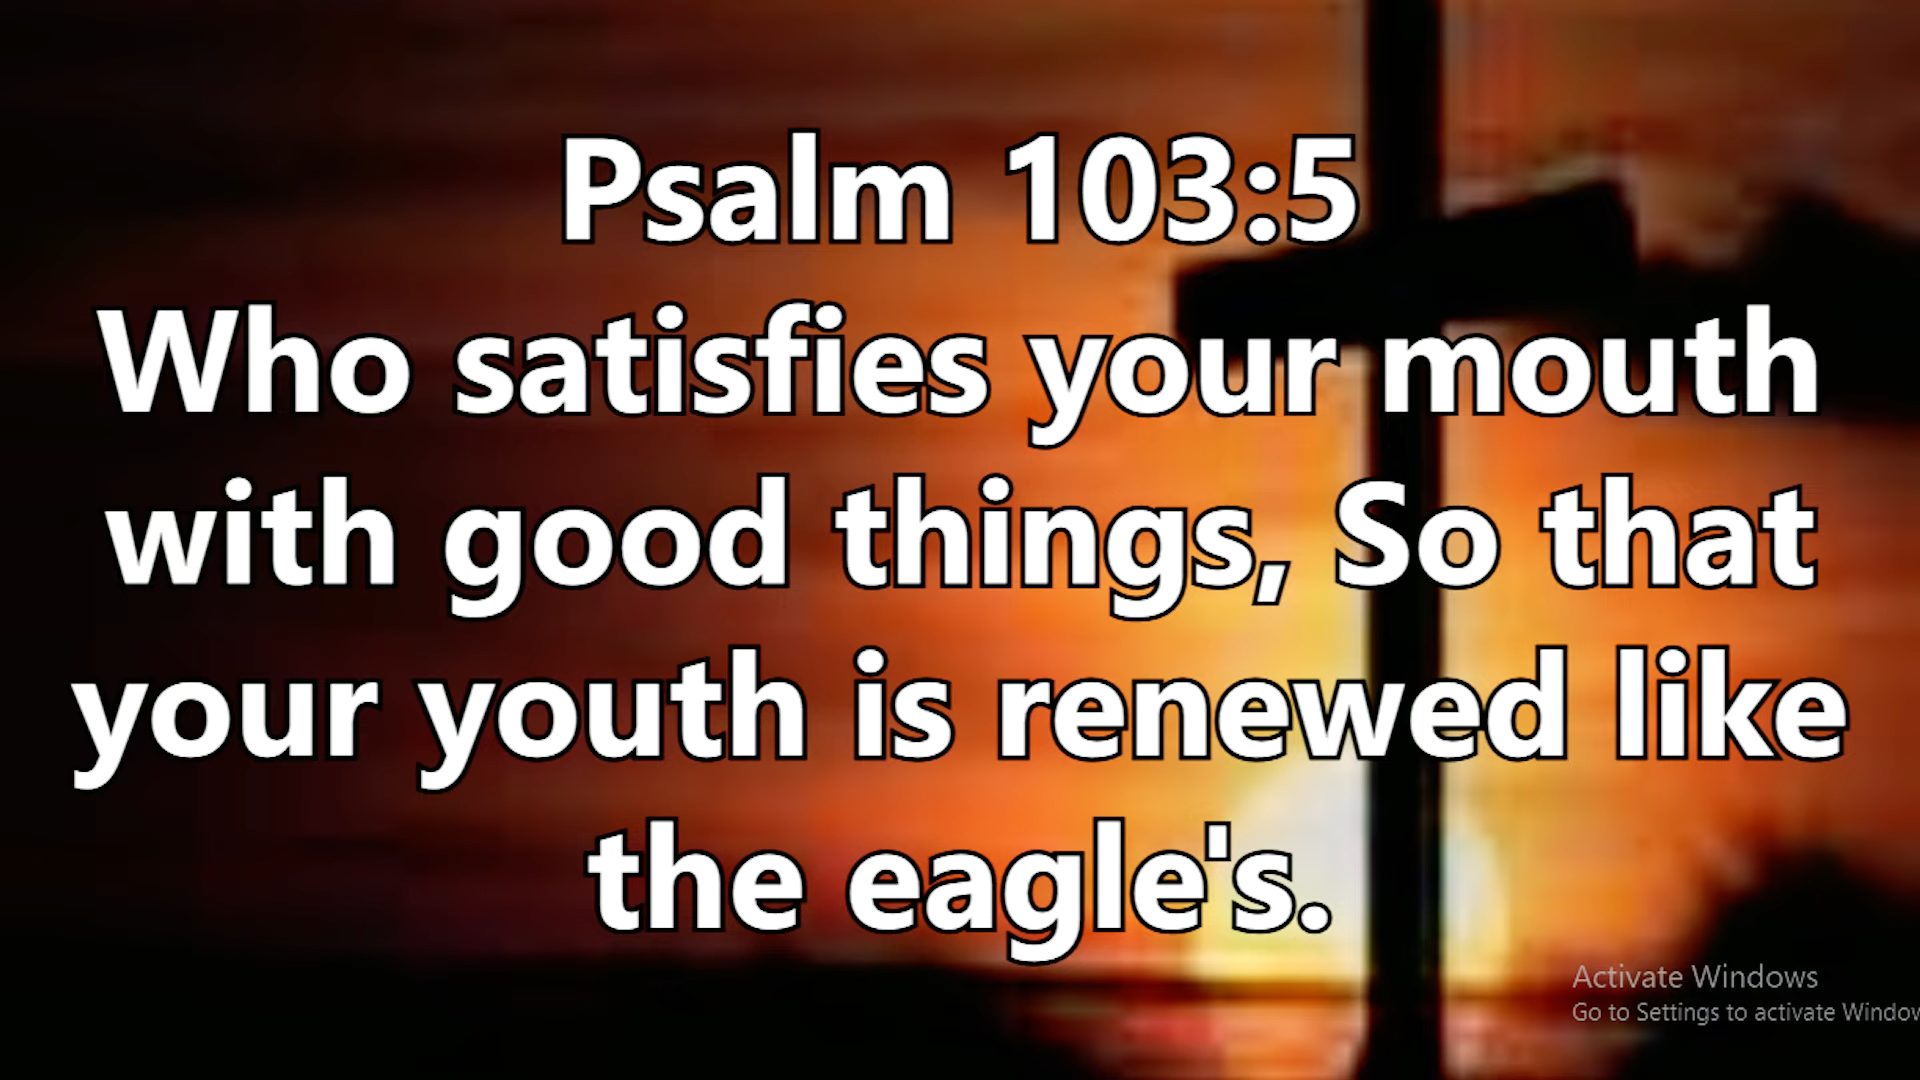 Psalm 103:5
Who satisfies your mouth
with good things, So that
your youth is renewed like
the eagle's.
Activate Windows
Go to Settings to activate Window